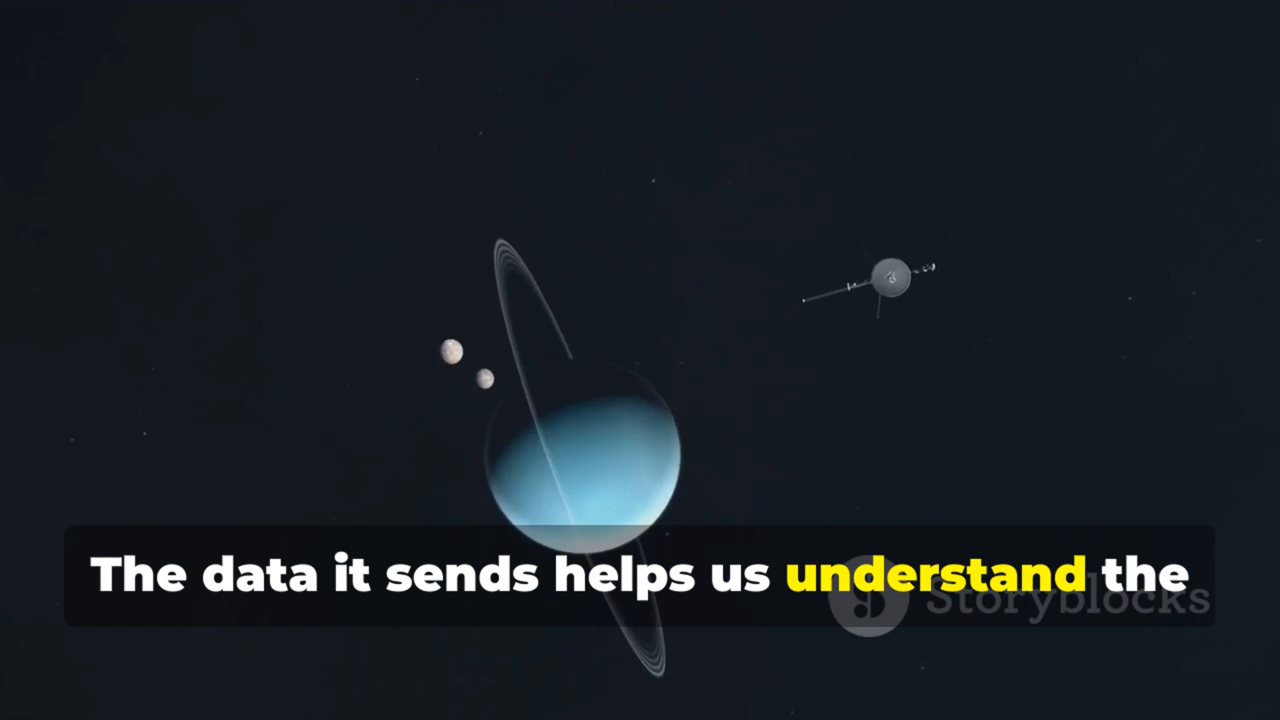 The data it sends helps us understand the
Storyblocks